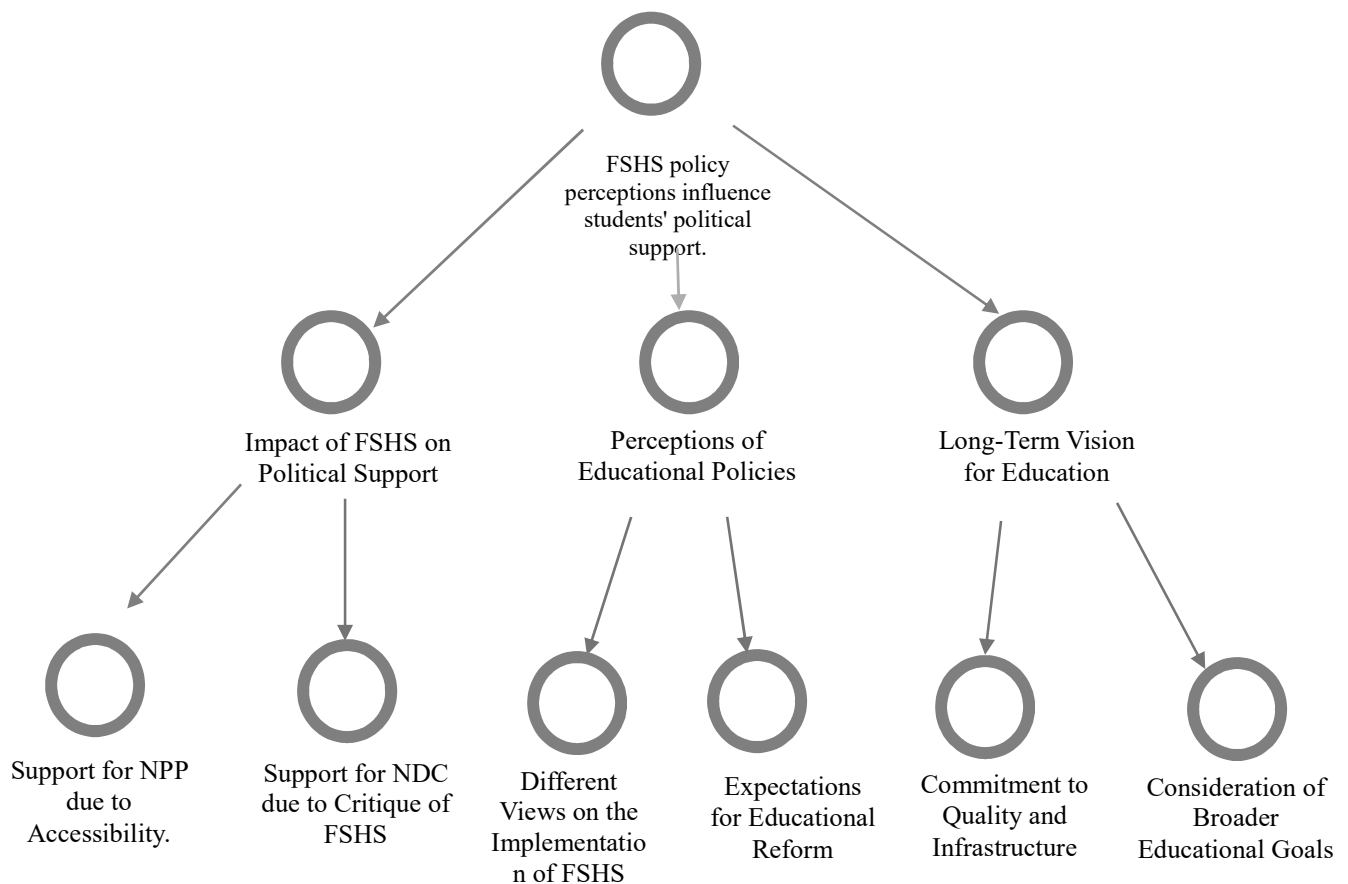 FSHS policy
perceptions influence
students' political
support.
Impact of FSHS on
Political Support
Perceptions of
Educational Policies
Long-Term Vision
for Education
Support for NPP
due to
Accessibility.
Support for NDC
due to Critique of
FSHS
Different
Views on the
Implementatio
n of FSHS
Expectations
for Educational
Reform
Commitment to
Quality and
Infrastructure
Consideration of
Broader
Educational Goals